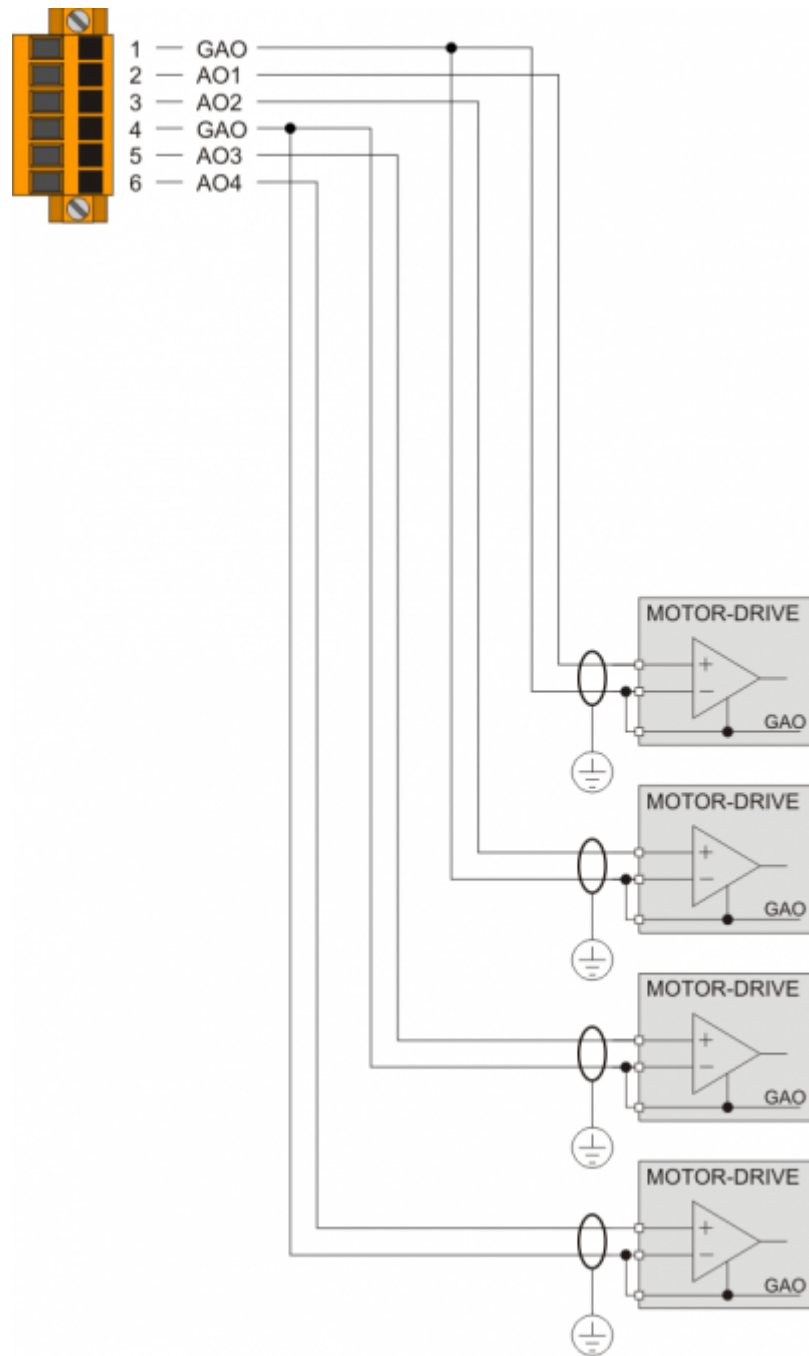 1 — GAO
2 — AO1
3 — AO2
4 — GAO
5 — AO3
6 — AO4
MOTOR-DRIVE
+
−
GAO
MOTOR-DRIVE
+
−
GAO
MOTOR-DRIVE
+
−
GAO
MOTOR-DRIVE
+
−
GAO